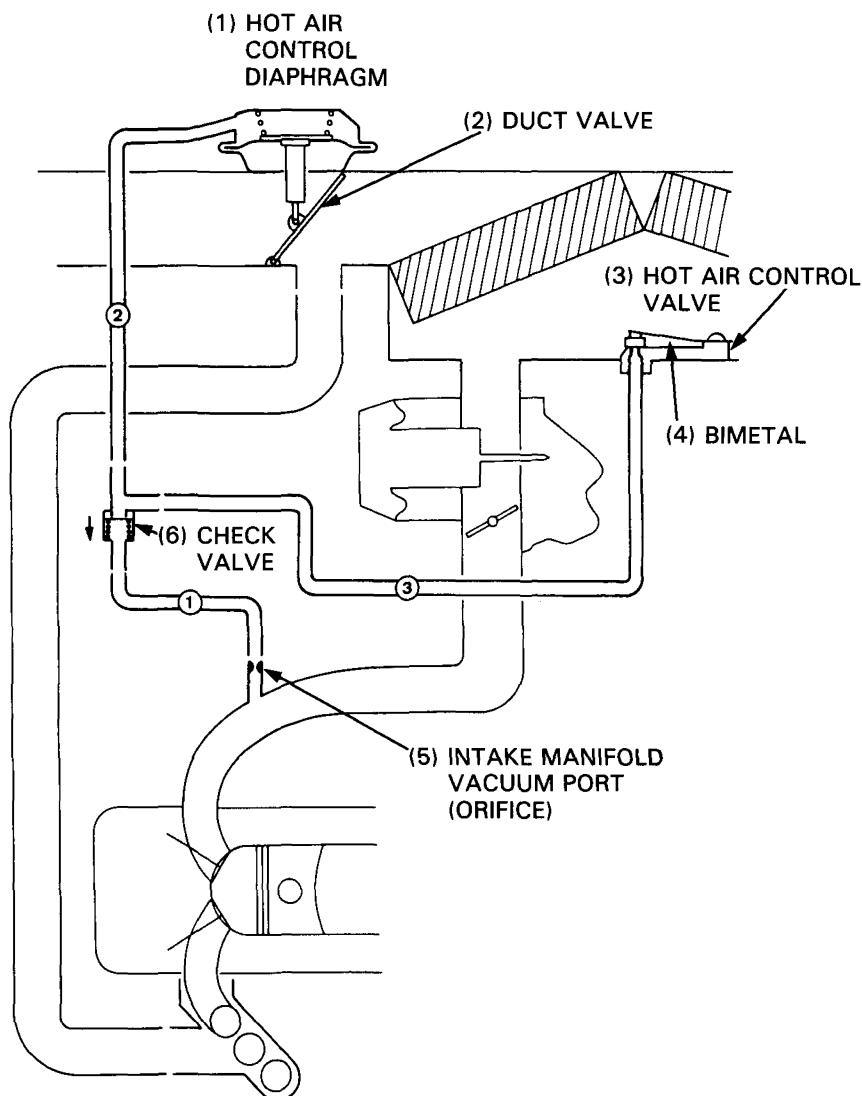 (1) HOT AIR
CONTROL
DIAPHRAGM
(2) DUCT VALVE
(3) HOT AIR CONTROL
VALVE
2
(4) BIMETAL
(6) CHECK
VALVE
3
1
(5) INTAKE MANIFOLD
VACUUM PORT
(ORIFICE)